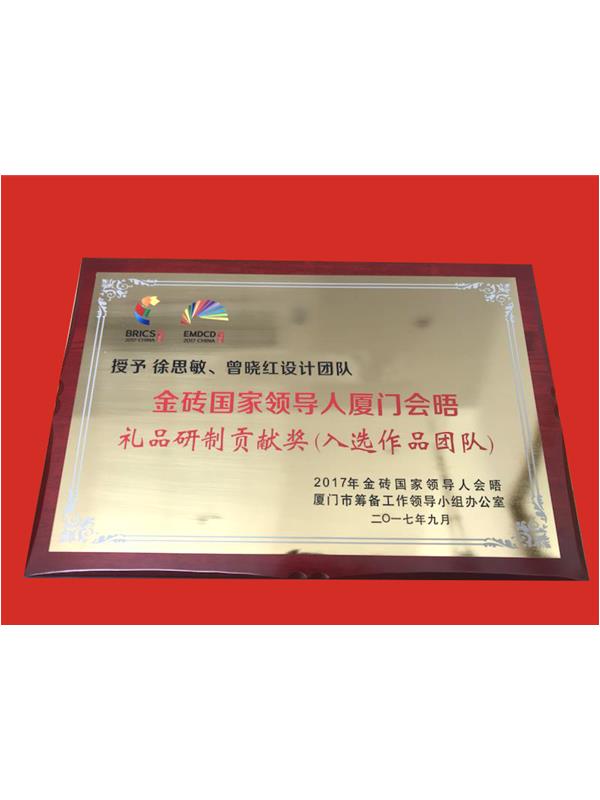 BRICS
2017 CHINA
EMDCD
2017 CHINA
授予 徐思敏、曾晓红设计团队
金砖国家领导人厦门会晤
礼品研制贡献奖(入选作品团队)
2017年金砖国家领导人会晤
厦门市筹备工作领导小组办公室
二〇一七年九月